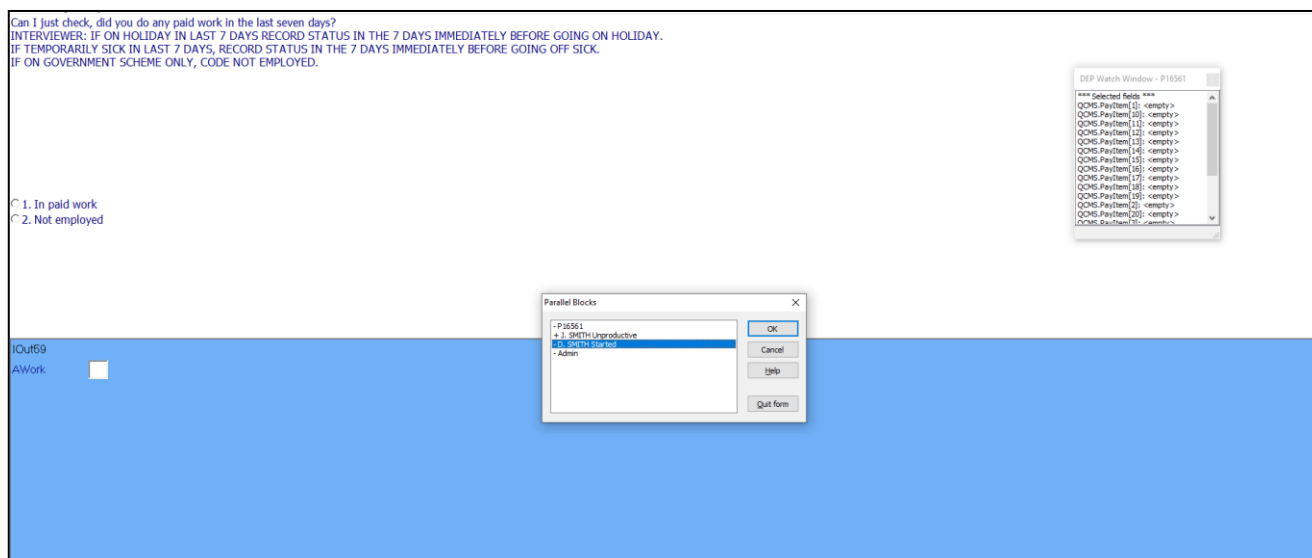 Can I just check, did you do any paid work in the last seven days?
INTERVIEWER: IF ON HOLIDAY IN LAST 7 DAYS RECORD STATUS IN THE 7 DAYS IMMEDIATELY BEFORE GOING ON HOLIDAY.
IF TEMPORARILY SICK IN LAST 7 DAYS, RECORD STATUS IN THE 7 DAYS IMMEDIATELY BEFORE GOING OFF SICK.
IF ON GOVERNMENT SCHEME ONLY, CODE NOT EMPLOYED.
DEP Watch Window - P16561
*** Selected fields ***
QCMS.PayItem[1]: <empty>
QCMS.PayItem[10]: <empty>
QCMS.PayItem[11]: <empty>
QCMS.PayItem[12]: <empty>
QCMS.PayItem[13]: <empty>
QCMS.PayItem[14]: <empty>
QCMS.PayItem[15]: <empty>
QCMS.PayItem[16]: <empty>
QCMS.PayItem[17]: <empty>
QCMS.PayItem[18]: <empty>
QCMS.PayItem[19]: <empty>
QCMS.PayItem[2]: <empty>
QCMS.PayItem[20]: <empty>
QCMS.PayItem[3]: <empty>
1. In paid work
2. Not employed
Parallel Blocks
- P16561
+ J. SMITH Unproductive
- D. SMITH Started
- Admin
OK
Cancel
Help
Quit form
IOut59
AWork